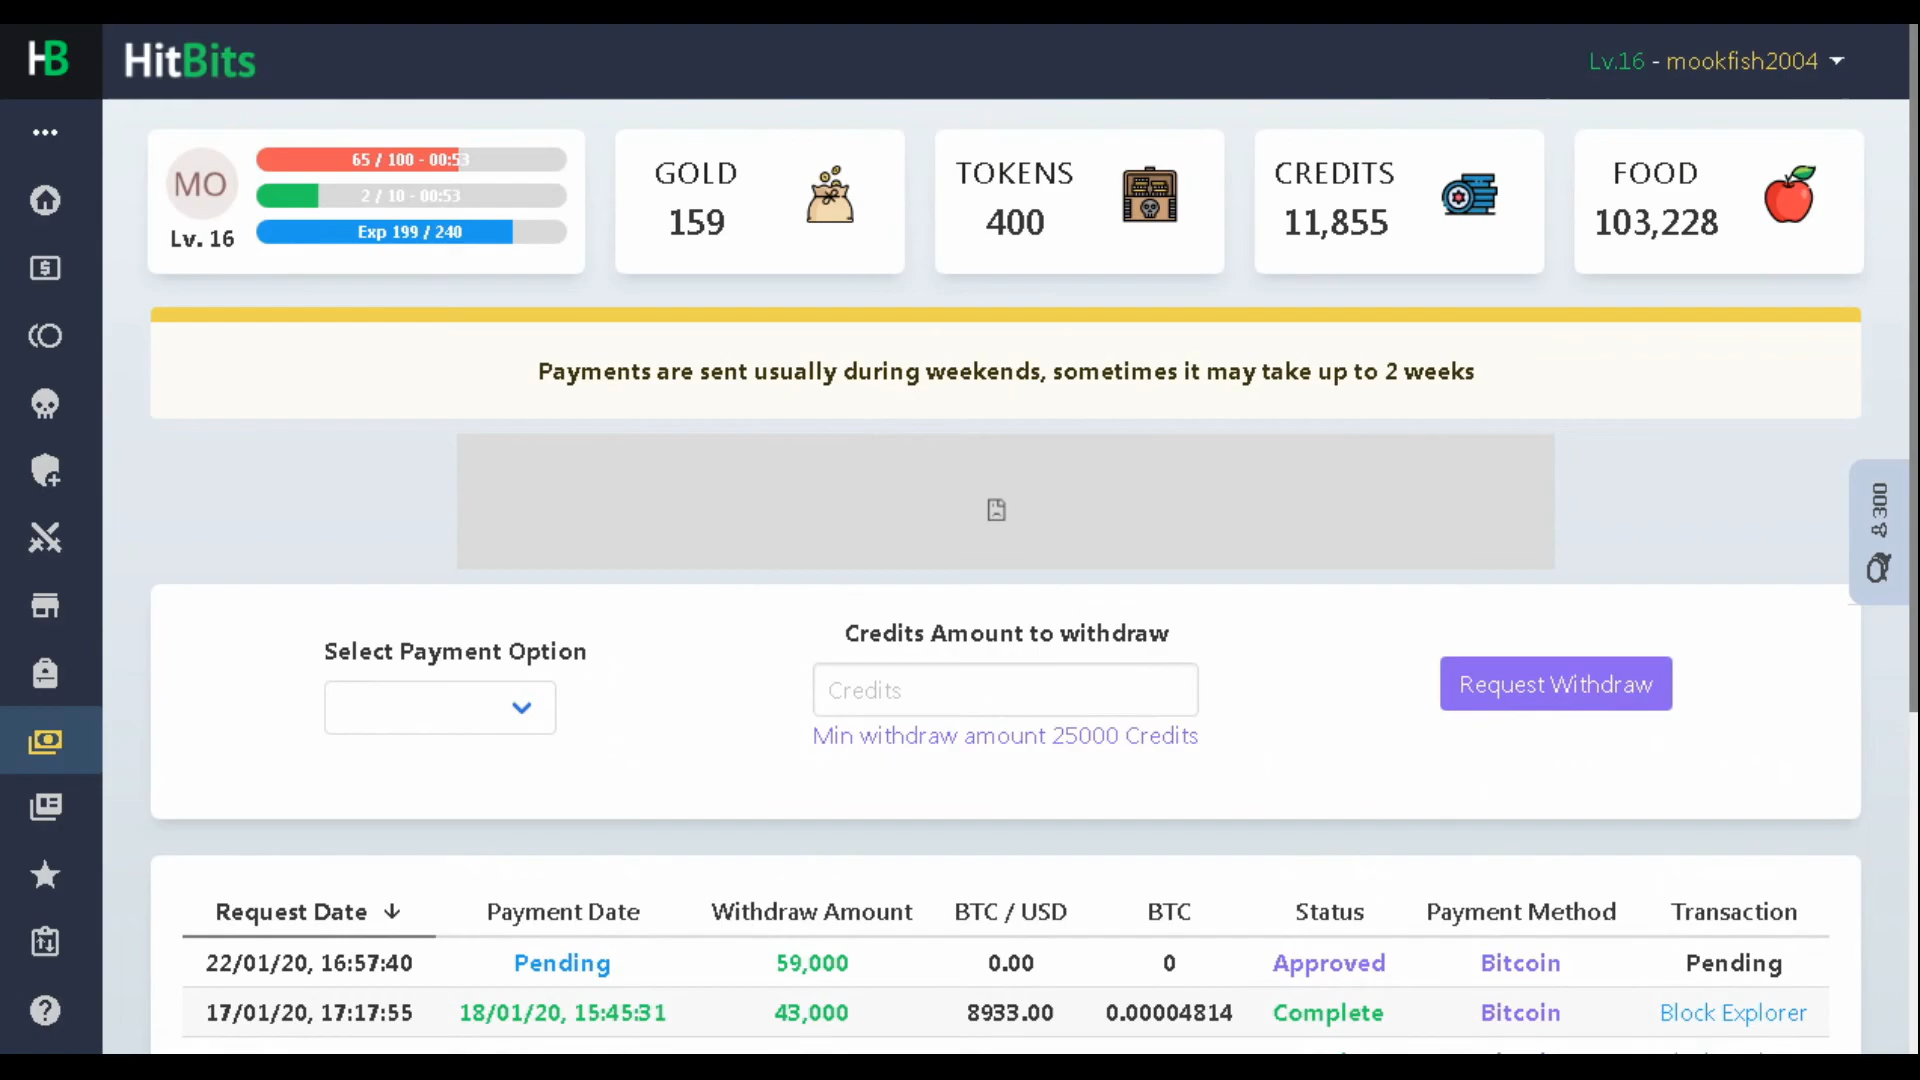 HB HitBits
Lv.16 - mookfish2004
MO
Lv. 16
65 / 100 - 00:53
2 / 10 - 00:53
Exp 199 / 240
GOLD
159
TOKENS
400
CREDITS
11,855
FOOD
103,228
Payments are sent usually during weekends, sometimes it may take up to 2 weeks
300
Select Payment Option
Credits Amount to withdraw
Credits
Min withdraw amount 25000 Credits
Request Withdraw
Request Date Payment Date Withdraw Amount BTC / USD BTC Status Payment Method Transaction
22/01/20, 16:57:40 Pending 59,000 0.00 0 Approved Bitcoin Pending
17/01/20, 17:17:55 18/01/20, 15:45:31 43,000 8933.00 0.00004814 Complete Bitcoin Block Explorer